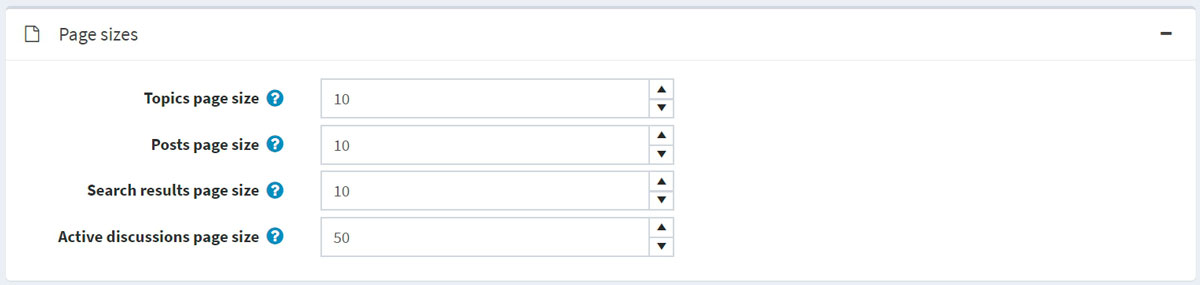 Page sizes
Topics page size ? 10
Posts page size ? 10
Search results page size ? 10
Active discussions page size ? 50